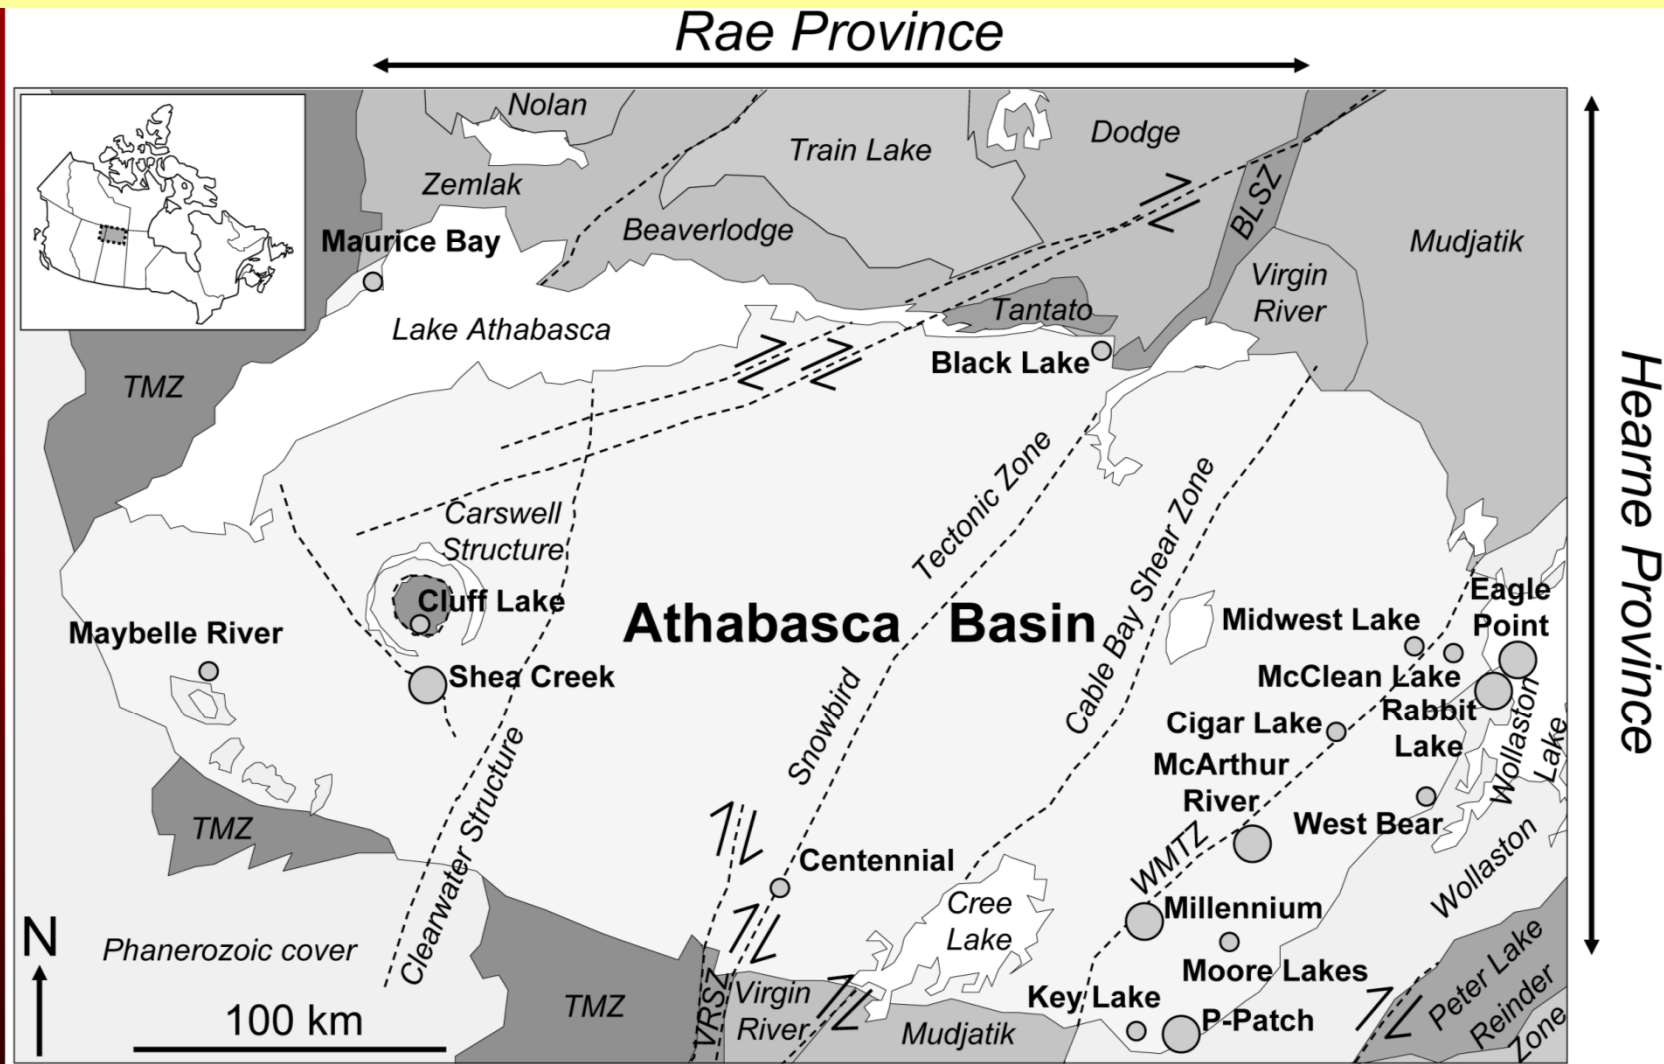 Rae Province
Nolan
Dodge
Train Lake
Zemlak
BLSZ
Maurice Bay
Beaverlodge
Mudjatik
Virgin
River
Lake Athabasca
Tantato
Black Lake
TMZ
Hearne Province
Tectonic Zone
Cable Bay Shear Zone
Carswell
Structure
Cluff Lake
Athabasca Basin
Eagle
Point
Midwest Lake
Maybelle River
Shea Creek
McClean Lake
Rabbit
Lake
Wollaston
Lake
Cigar Lake
Snowbird
McArthur
River
West Bear
Clearwater Structure
TMZ
Centennial
WMTZ
Wollaston
Cree
Lake
Millennium
Moore Lakes
N
Phanerozoic cover
Peter Lake
Reinder
Zone
Key Lake
P-Patch
100 km
TMZ
VRSZ
Virgin
River
Mudjatik